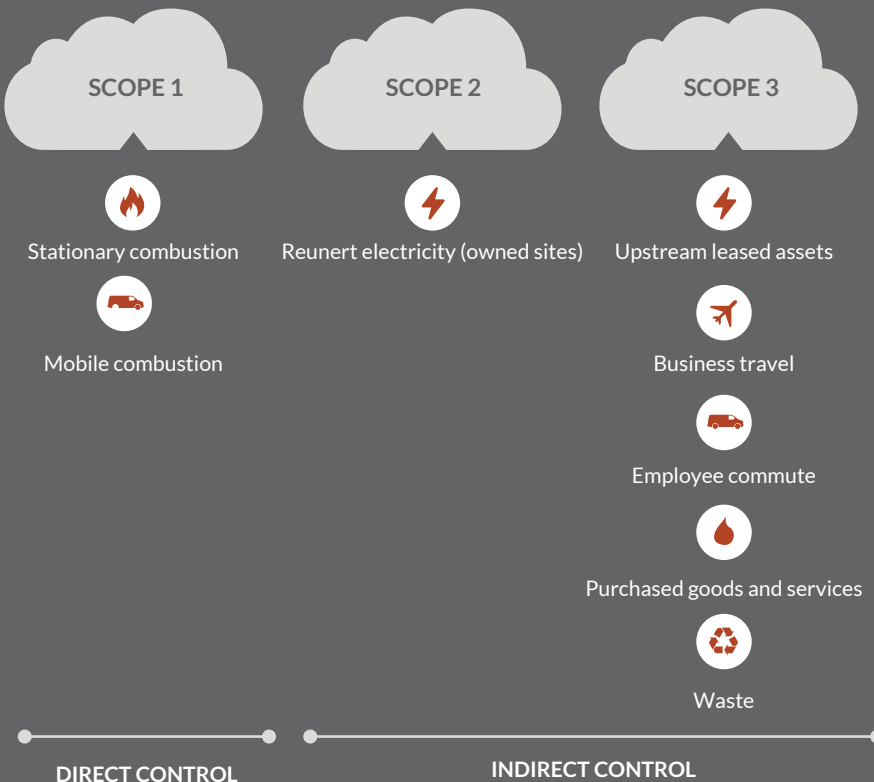 SCOPE 1
SCOPE 2
SCOPE 3
Stationary combustion
Reunert electricity (owned sites)
Upstream leased assets
Mobile combustion
Business travel
Employee commute
Purchased goods and services
Waste
DIRECT CONTROL
INDIRECT CONTROL